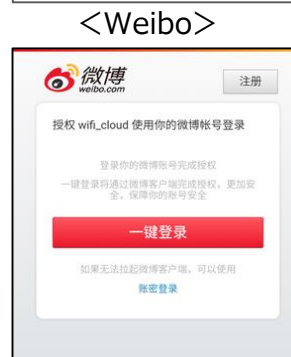 ＜Weibo＞
微博
weibo.com
注册
授权 wifi_cloud 使用你的微博帐号登录
登录你的微博账号完成授权
一键登录将通过微博客户端完成授权，更加安
全，保障你的账号安全
一键登录
如果无法拉起微博客户端，可以使用
账密登录